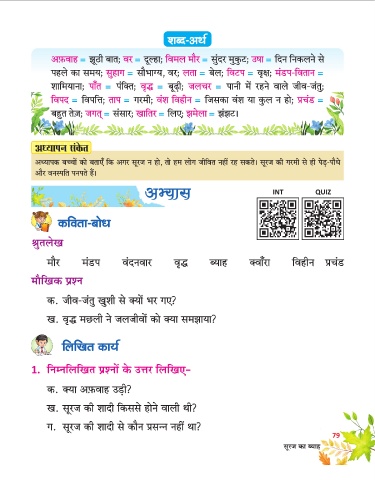 शब्द-अर्थ
अफ़वाह = झूठी बात; वर = दूल्हा; विमल मौर = सुंदर मुकुट; उषा = दिन निकलने से
पहले का समय; सुहाग = सौभाग्य, वर; लता = बेल; विटप = वृक्ष; मंडप-वितान =
शामियाना; पाँत = पंक्ति; वृद्ध = बूढ़ी; जलचर = पानी में रहने वाले जीव-जंतु;
विपद = विपत्ति; ताप = गरमी; वंश विहीन = जिसका वंश या कुल न हो; प्रचंड =
बहुत तेज़; जगत् = संसार; खातिर = लिए; झमेला = झंझट।
अध्यापन संकेत
अध्यापक बच्चों को बताएँ कि अगर सूरज न हो, तो हम लोग जीवित नहीं रह सकते। सूरज की गरमी से ही पेड़-पौधे
और वनस्पति पनपते हैं।
अभ्यास
INT QUIZ
कविता-बोध
श्रुतलेख
मौर मंडप वंदनवार वृद्ध ब्याह क्वाँरा विहीन प्रचंड
मौखिक प्रश्न
क. जीव-जंतु खुशी से क्यों भर गए?
ख. वृद्ध मछली ने जलजीवों को क्या समझाया?
लिखित कार्य
1. निम्नलिखित प्रश्नों के उत्तर लिखिए-
क. क्या अफ़वाह उड़ी?
ख. सूरज की शादी किससे होने वाली थी?
ग. सूरज की शादी से कौन प्रसन्न नहीं था?
79
सूरज का ब्याह